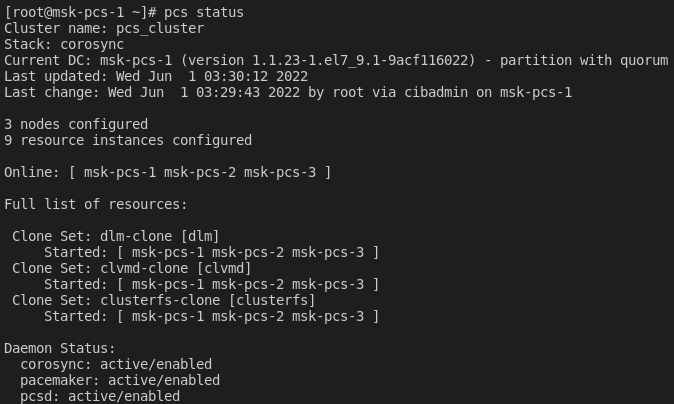 [root@msk-pcs-1 ~]# pcs status
Cluster name: pcs_cluster
Stack: corosync
Current DC: msk-pcs-1 (version 1.1.23-1.el7_9.1-9acf116022) - partition with quorum
Last updated: Wed Jun  1 03:30:12 2022
Last change: Wed Jun  1 03:29:43 2022 by root via cibadmin on msk-pcs-1

3 nodes configured
9 resource instances configured

Online: [ msk-pcs-1 msk-pcs-2 msk-pcs-3 ]

Full list of resources:

 Clone Set: dlm-clone [dlm]
     Started: [ msk-pcs-1 msk-pcs-2 msk-pcs-3 ]
 Clone Set: clvmd-clone [clvmd]
     Started: [ msk-pcs-1 msk-pcs-2 msk-pcs-3 ]
 Clone Set: clusterfs-clone [clusterfs]
     Started: [ msk-pcs-1 msk-pcs-2 msk-pcs-3 ]

Daemon Status:
  corosync: active/enabled
  pacemaker: active/enabled
  pcsd: active/enabled